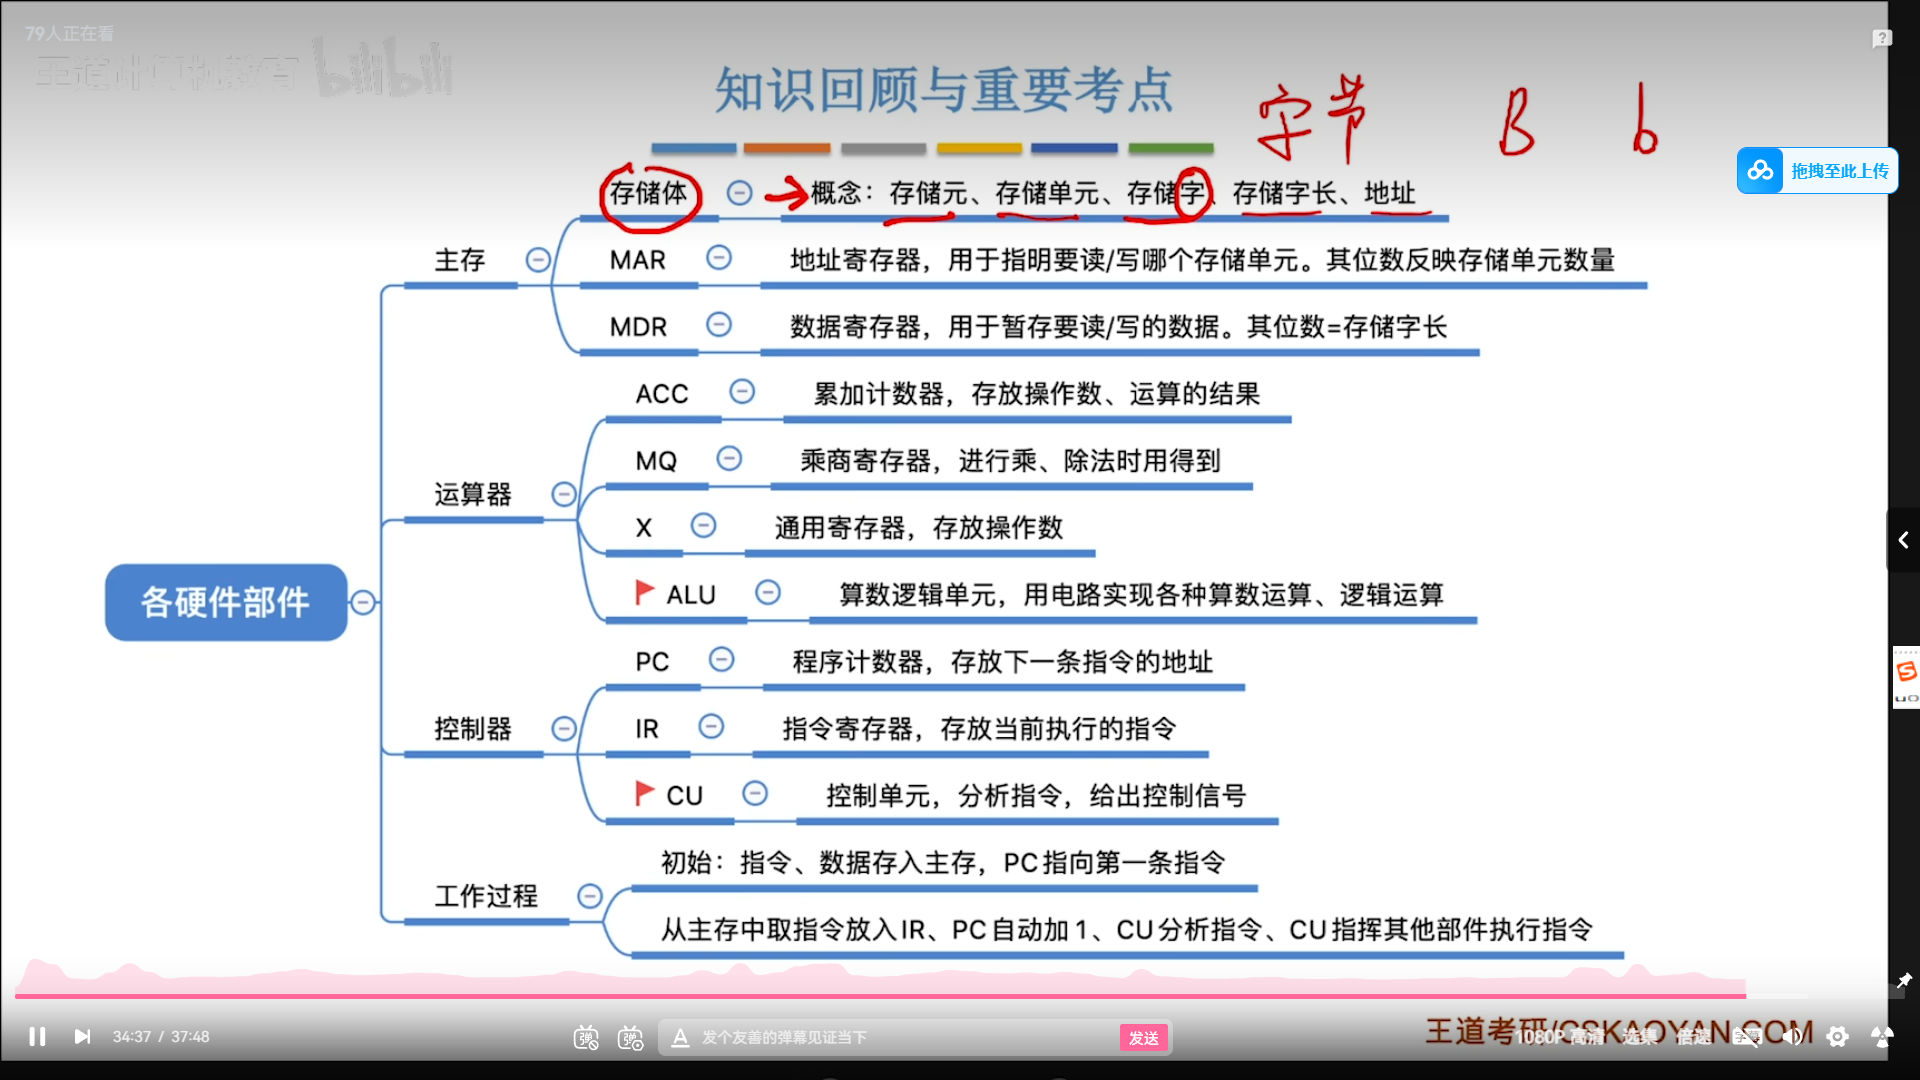 79人正在看
王道计算机教育 bilibili
知识回顾与重要考点
字节 B b
拖拽至此上传
存储体 概念：存储元、存储单元、存储字、存储字长、地址
主存
MAR 地址寄存器，用于指明要读/写哪个存储单元。其位数反映存储单元数量
MDR 数据寄存器，用于暂存要读/写的数据。其位数=存储字长
ACC 累加计数器，存放操作数、运算的结果
MQ 乘商寄存器，进行乘、除法时用得到
运算器
X 通用寄存器，存放操作数
ALU 算数逻辑单元，用电路实现各种算数运算、逻辑运算
各硬件部件
PC 程序计数器，存放下一条指令的地址
控制器
IR 指令寄存器，存放当前执行的指令
CU 控制单元，分析指令，给出控制信号
初始：指令、数据存入主存，PC指向第一条指令
工作过程
从主存中取指令放入IR、PC自动加1、CU分析指令、CU指挥其他部件执行指令
34:37 / 37:48
发个友善的弹幕见证当下
发送
王道考研/CSKAOYAN.COM
1080P 高清 选集 倍速